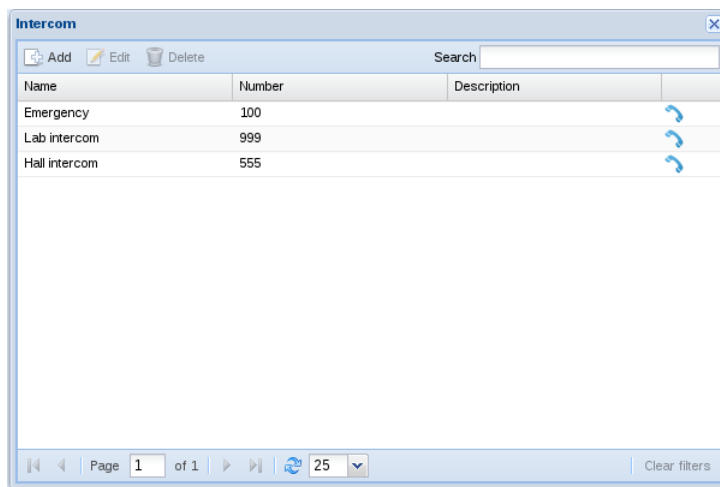 Intercom
Add Edit Delete Search
Name Number Description
Emergency 100
Lab intercom 999
Hall intercom 555
Page 1 of 1 25 Clear filters